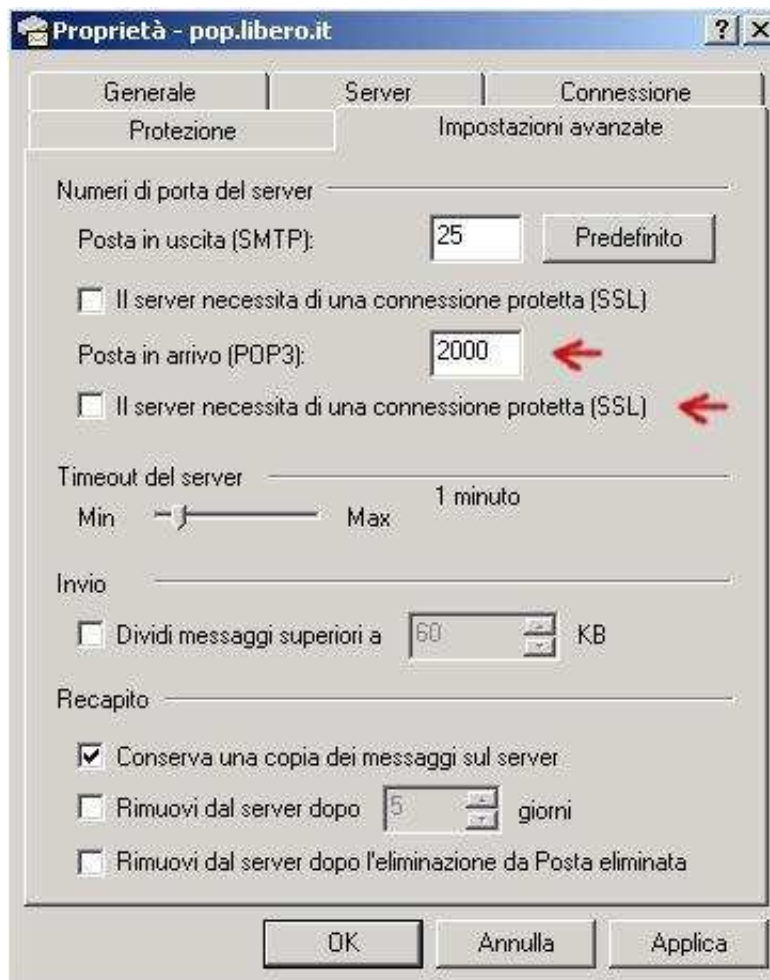 Proprietà - pop.libero.it
Generale Server Connessione
Protezione Impostazioni avanzate
Numeri di porta del server
Posta in uscita (SMTP): 25 Predefinito
Il server necessita di una connessione protetta (SSL)
Posta in arrivo (POP3): 2000
Il server necessita di una connessione protetta (SSL)
Timeout del server
Min Max 1 minuto
Invio
Dividi messaggi superiori a 60 KB
Recapito
Conserva una copia dei messaggi sul server
Rimuovi dal server dopo 5 giorni
Rimuovi dal server dopo l'eliminazione da Posta eliminata
OK Annulla Applica